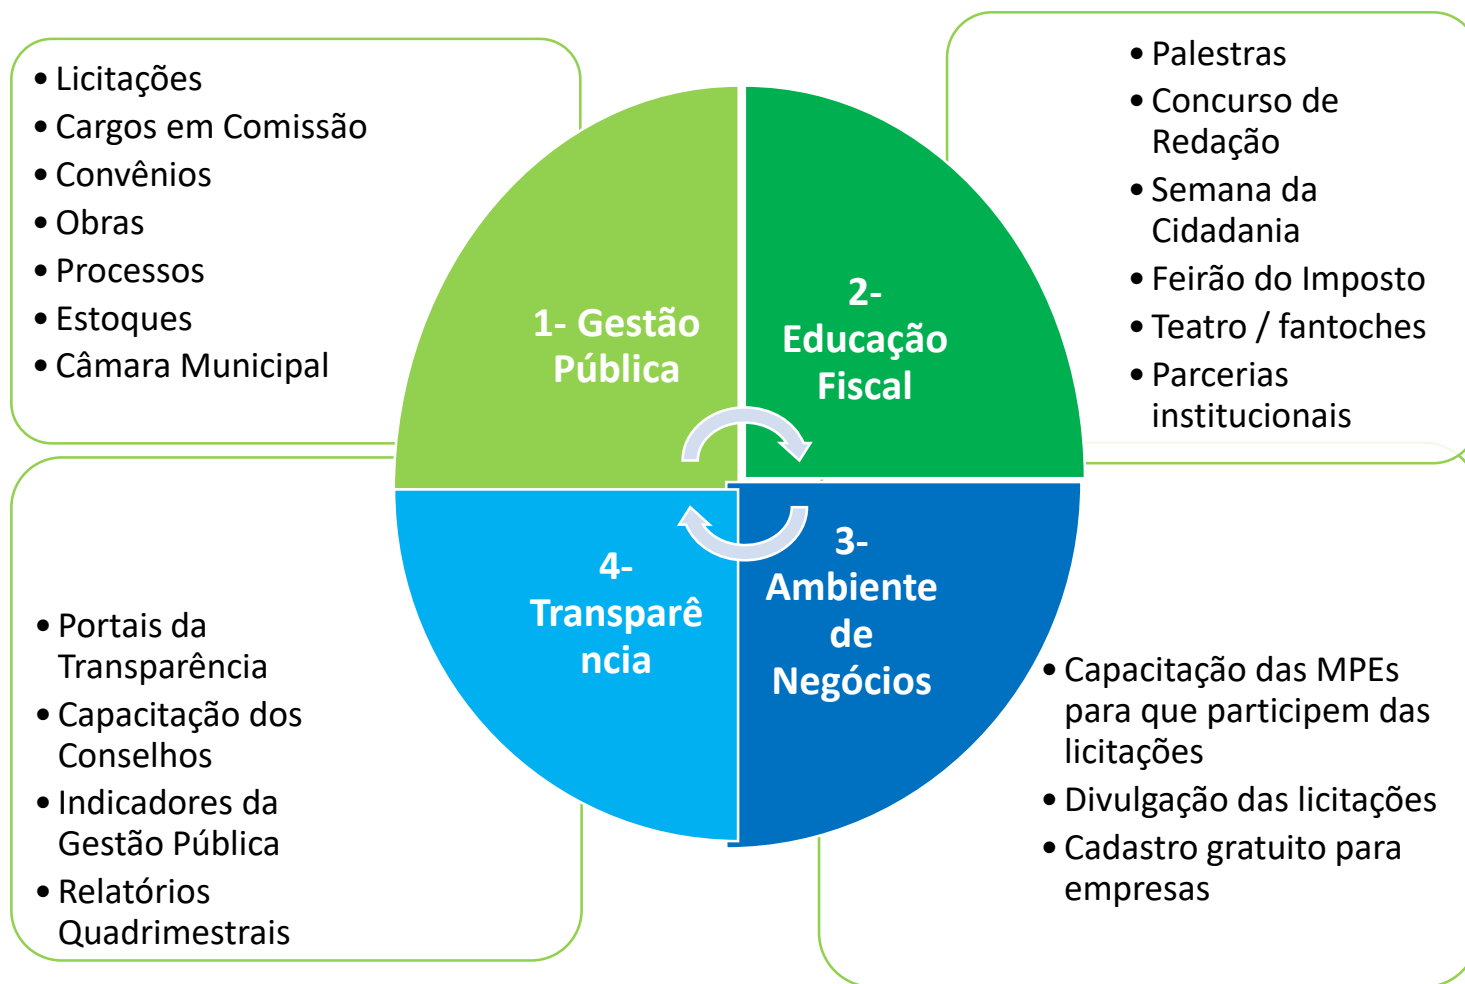 • Licitações
• Cargos em Comissão
• Convênios
• Obras
• Processos
• Estoques
• Câmara Municipal
1- Gestão
Pública
2-
Educação
Fiscal
• Palestras
• Concurso de
Redação
• Semana da
Cidadania
• Feirão do Imposto
• Teatro / fantoches
• Parcerias
institucionais
• Portais da
Transparência
• Capacitação dos
Conselhos
• Indicadores da
Gestão Pública
• Relatórios
Quadrimestrais
4-
Transparê
ncia
3-
Ambiente
de
Negócios
• Capacitação das MPEs
para que participem das
licitações
• Divulgação das licitações
• Cadastro gratuito para
empresas